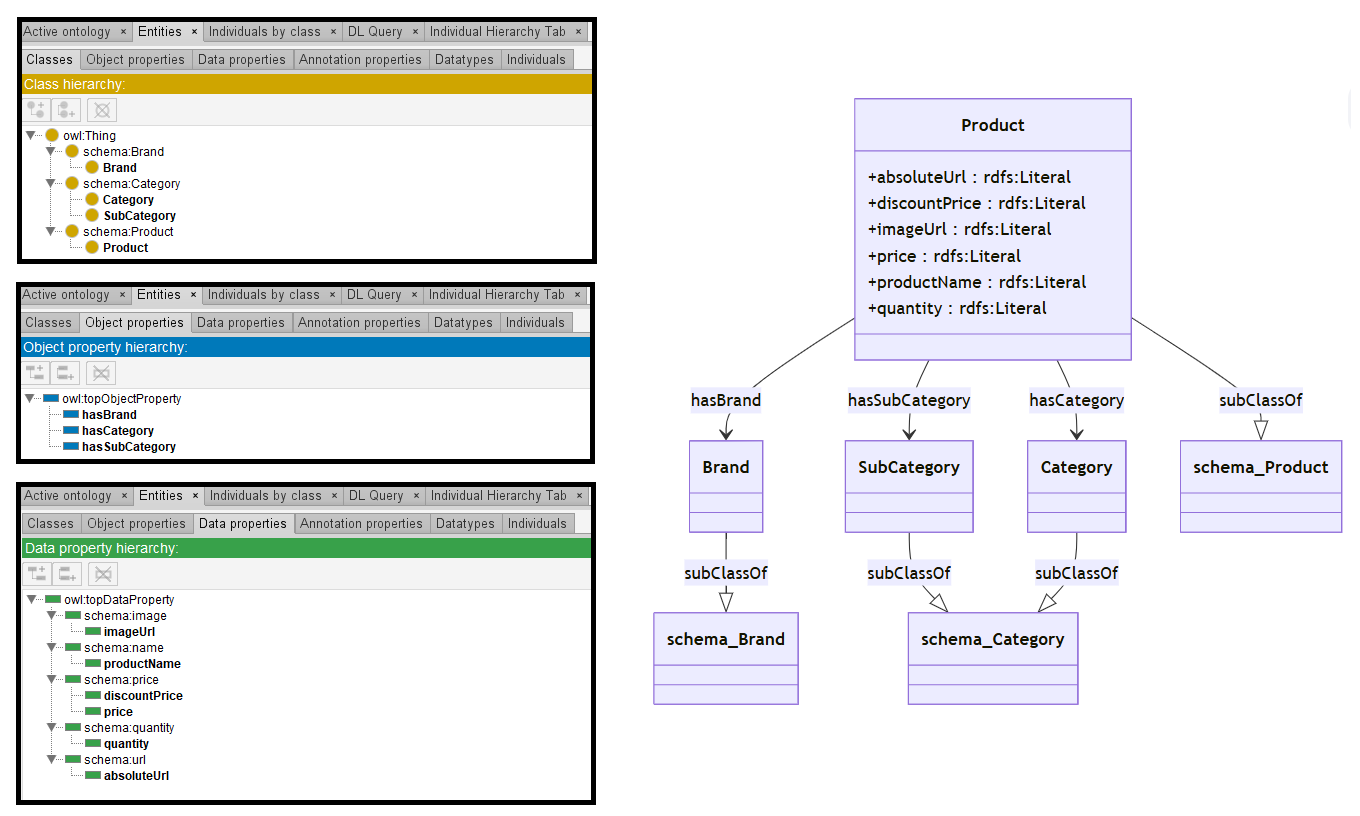 Active ontology × Entities × Individuals by class × DL Query × Individual Hierarchy Tab ×
Classes Object properties Data properties Annotation properties Datatypes Individuals
Class hierarchy:
owl:Thing
schema:Brand
Brand
schema:Category
Category
SubCategory
schema:Product
Product
Active ontology × Entities × Individuals by class × DL Query × Individual Hierarchy Tab ×
Classes Object properties Data properties Annotation properties Datatypes Individuals
Object property hierarchy:
owl:topObjectProperty
hasBrand
hasCategory
hasSubCategory
Active ontology × Entities × Individuals by class × DL Query × Individual Hierarchy Tab ×
Classes Object properties Data properties Annotation properties Datatypes Individuals
Data property hierarchy:
owl:topDataProperty
schema:image
imageUrl
schema:name
productName
schema:price
discountPrice
price
schema:quantity
quantity
schema:url
absoluteUrl
Product
+absoluteUrl : rdfs:Literal
+discountPrice : rdfs:Literal
+imageUrl : rdfs:Literal
+price : rdfs:Literal
+productName : rdfs:Literal
+quantity : rdfs:Literal
hasBrand hasSubCategory hasCategory subClassOf
Brand SubCategory Category schema_Product
subClassOf subClassOf subClassOf
schema_Brand schema_Category